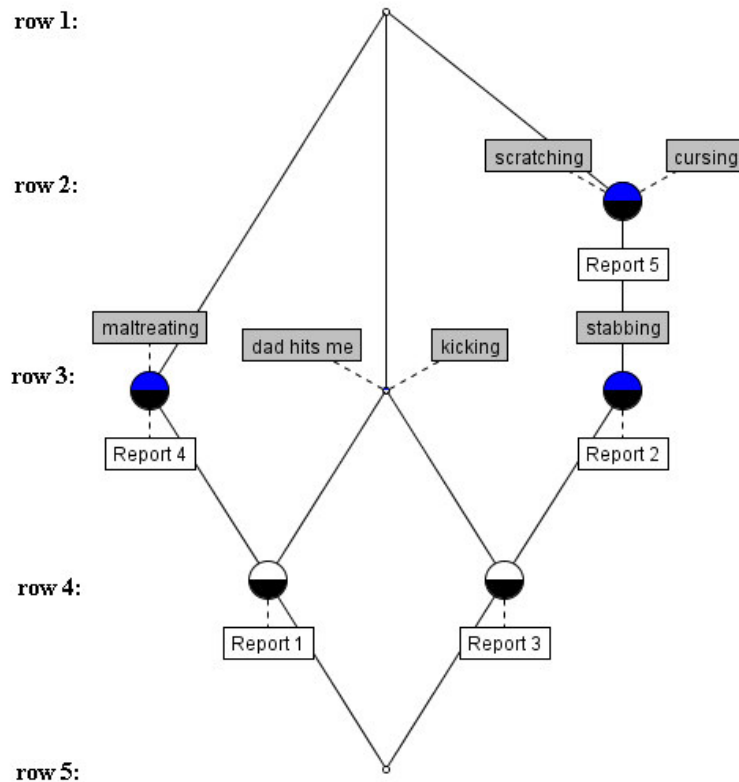 row 1:
scratching
cursing
row 2:
Report 5
maltreating
dad hits me
kicking
stabbing
row 3:
Report 4
Report 2
row 4:
Report 1
Report 3
row 5: